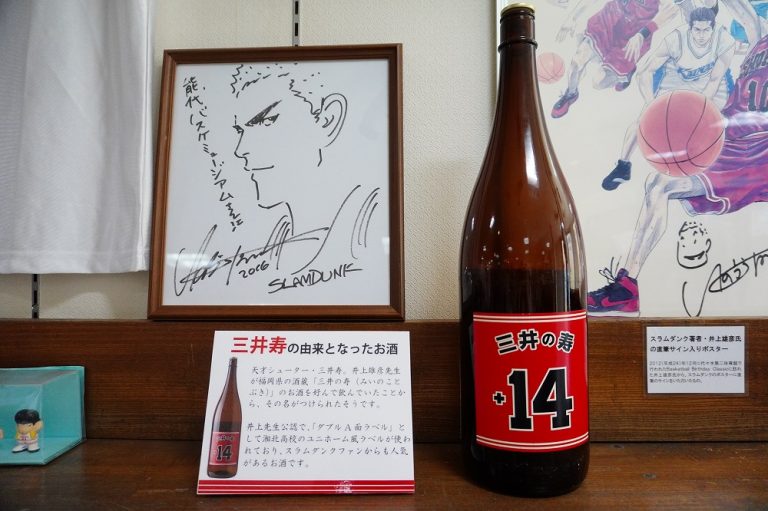 能代バスケミュージアムさん江
2016
SLAMDUNK
三井の寿
+14
三井寿の由来となったお酒
天才シューター・三井寿。井上雄彦先生
が福岡県の酒蔵「三井の寿（みいのこと
ぶき）」のお酒を好んで飲んでいたことか
ら、その名がつけられたそうです。
井上先生公認で、「ダブルＡ面ラベル」と
して湘北高校のユニホーム風ラベルが使わ
れており、スラムダンクファンからも人気
があるお酒です。
三井の寿
+14
スラムダンク著者・井上雄彦氏
の直筆サイン入りポスター